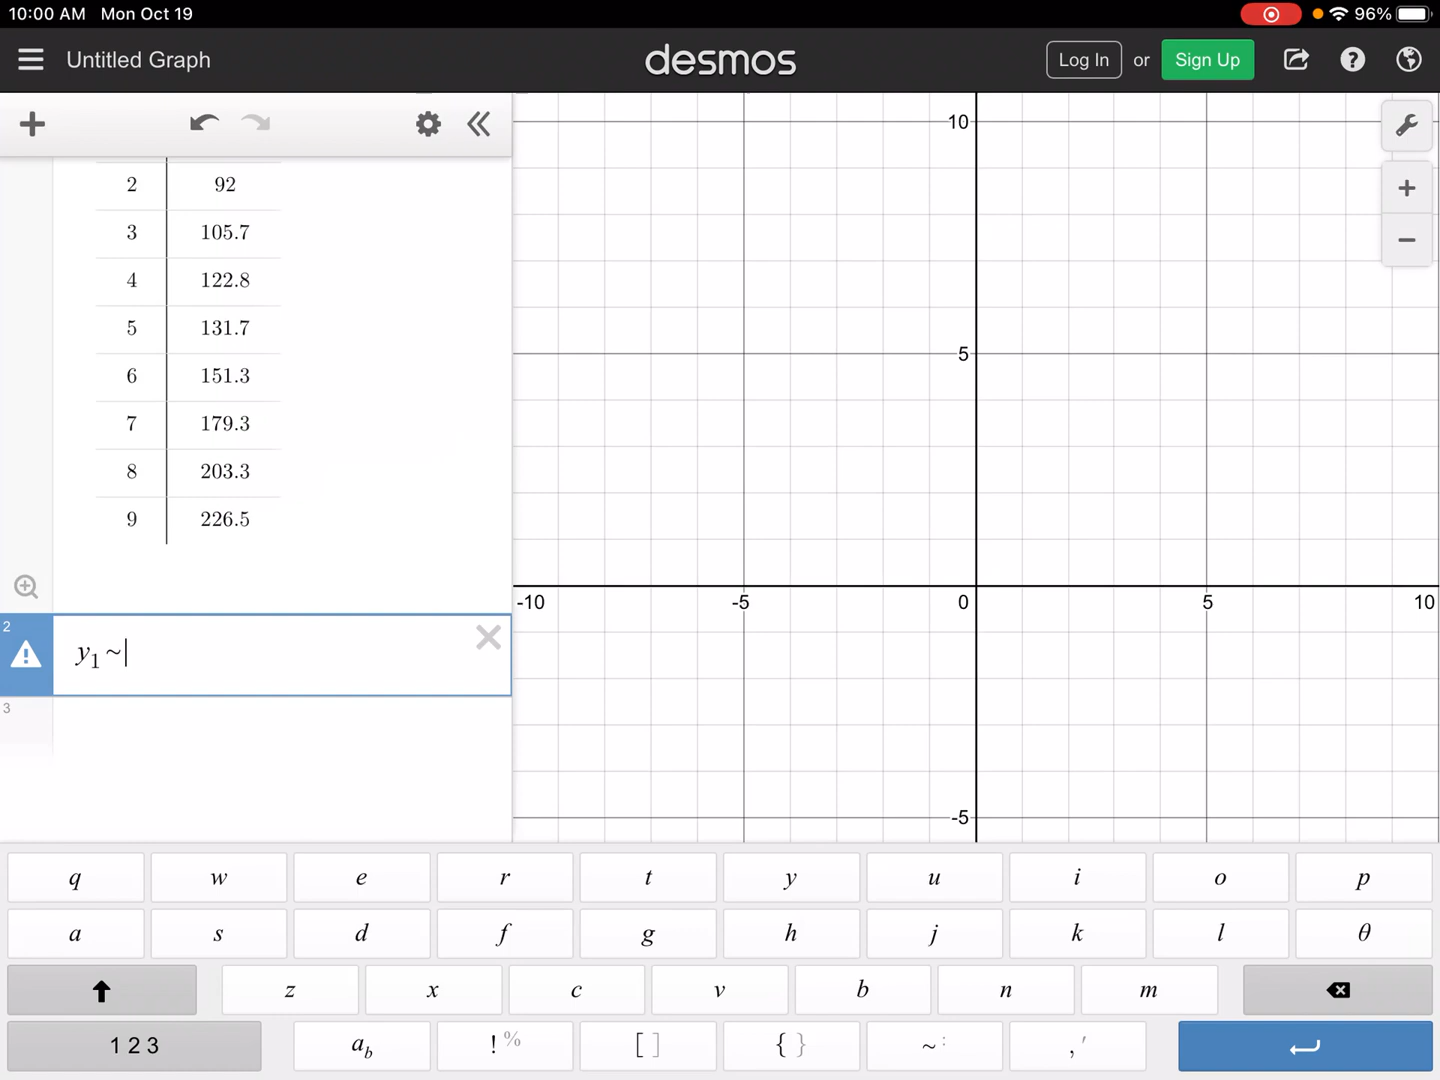 10:00 AM Mon Oct 19
96%
Untitled Graph
desmos
Log In or Sign Up
2 92
3 105.7
4 122.8
5 131.7
6 151.3
7 179.3
8 203.3
9 226.5
2
y₁ ~
3
10
5
-10 -5 0 5 10
-5
q w e r t y u i o p
a s d f g h j k l θ
z x c v b n m
1 2 3 a_b ! % [ ] { } ~ : , '